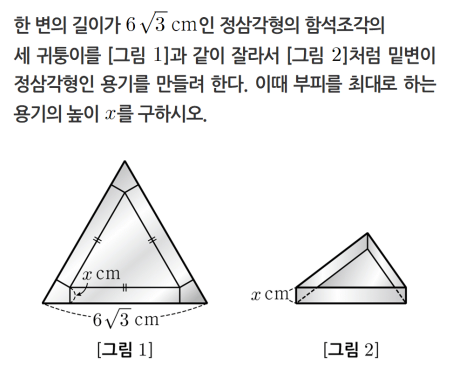 한 변의 길이가 6√3 cm인 정삼각형의 함석조각의
세 귀퉁이를 [그림 1]과 같이 잘라서 [그림 2]처럼 밑변이
정삼각형인 용기를 만들려 한다. 이때 부피를 최대로 하는
용기의 높이 x를 구하시오.
x cm
6√3 cm
[그림 1]
x cm
[그림 2]